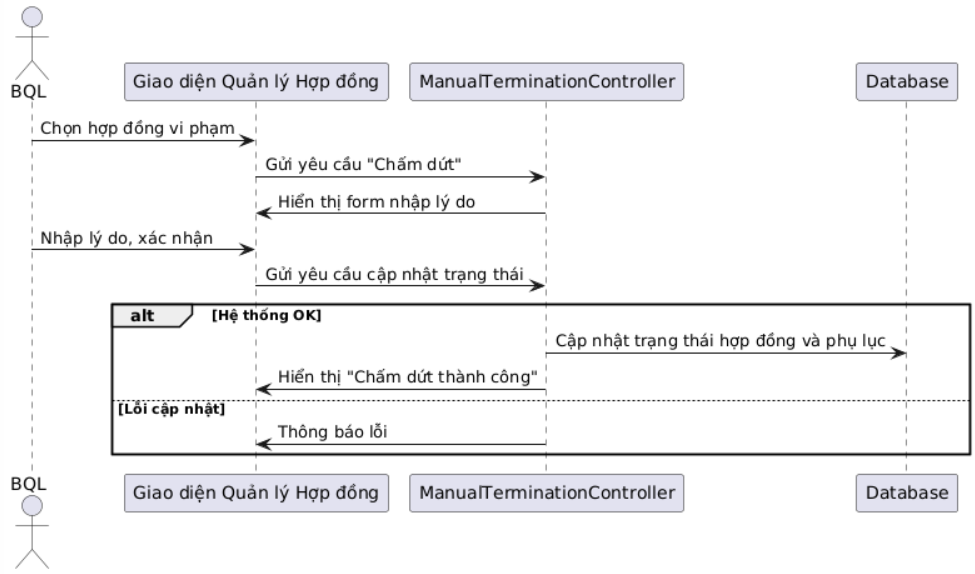 BQL
Giao diện Quản lý Hợp đồng
ManualTerminationController
Database
Chọn hợp đồng vi phạm
Gửi yêu cầu "Chấm dứt"
Hiển thị form nhập lý do
Nhập lý do, xác nhận
Gửi yêu cầu cập nhật trạng thái
alt [Hệ thống OK]
Cập nhật trạng thái hợp đồng và phụ lục
Hiển thị "Chấm dứt thành công"
[Lỗi cập nhật]
Thông báo lỗi
BQL
Giao diện Quản lý Hợp đồng
ManualTerminationController
Database